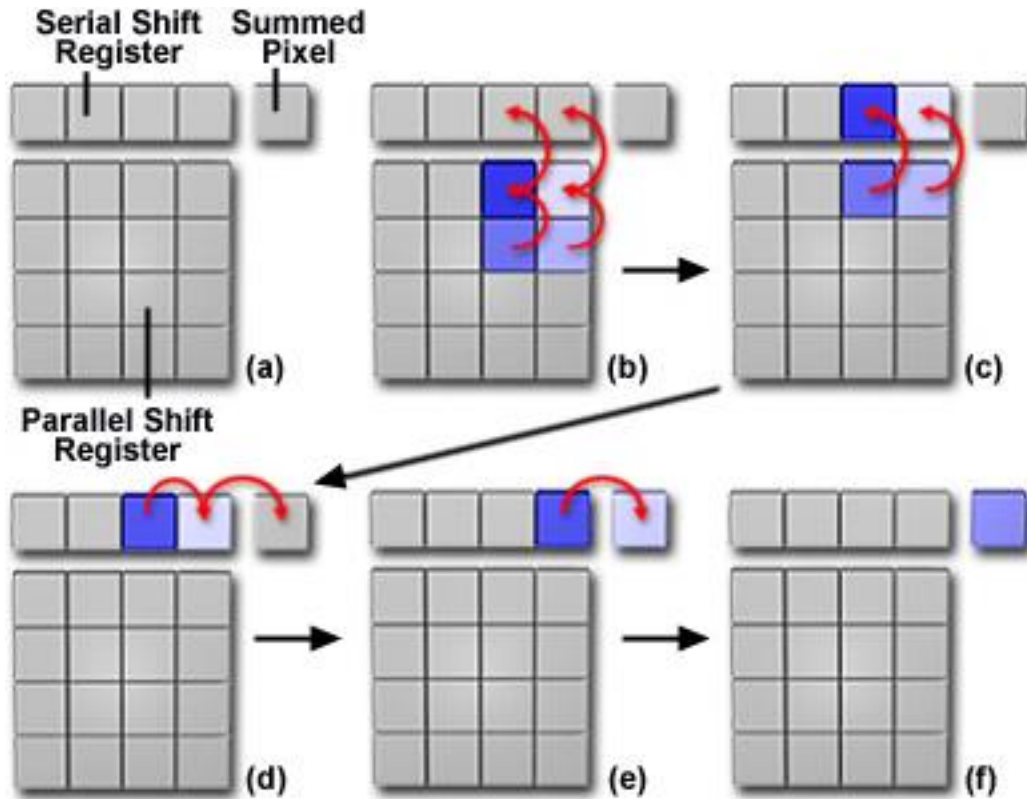 Serial Shift
Register
Summed
Pixel
(a)
(b)
(c)
Parallel Shift
Register
(d)
(e)
(f)